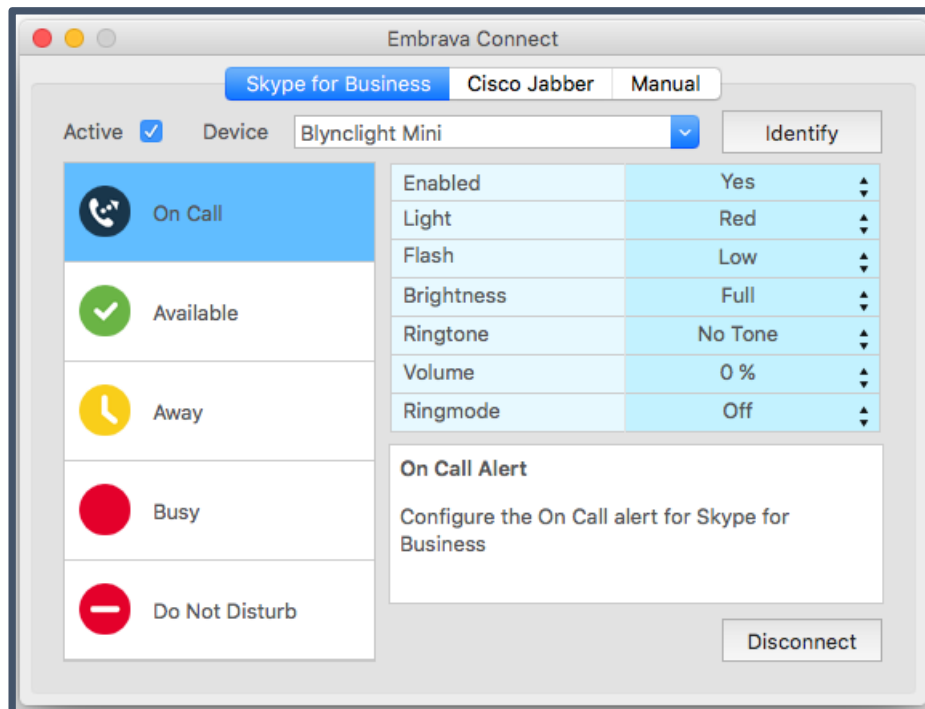 Embrava Connect
Skype for Business Cisco Jabber Manual
Active Device Blynclight Mini Identify
On Call
Available
Away
Busy
Do Not Disturb
Enabled Yes
Light Red
Flash Low
Brightness Full
Ringtone No Tone
Volume 0 %
Ringmode Off
On Call Alert
Configure the On Call alert for Skype for
Business
Disconnect